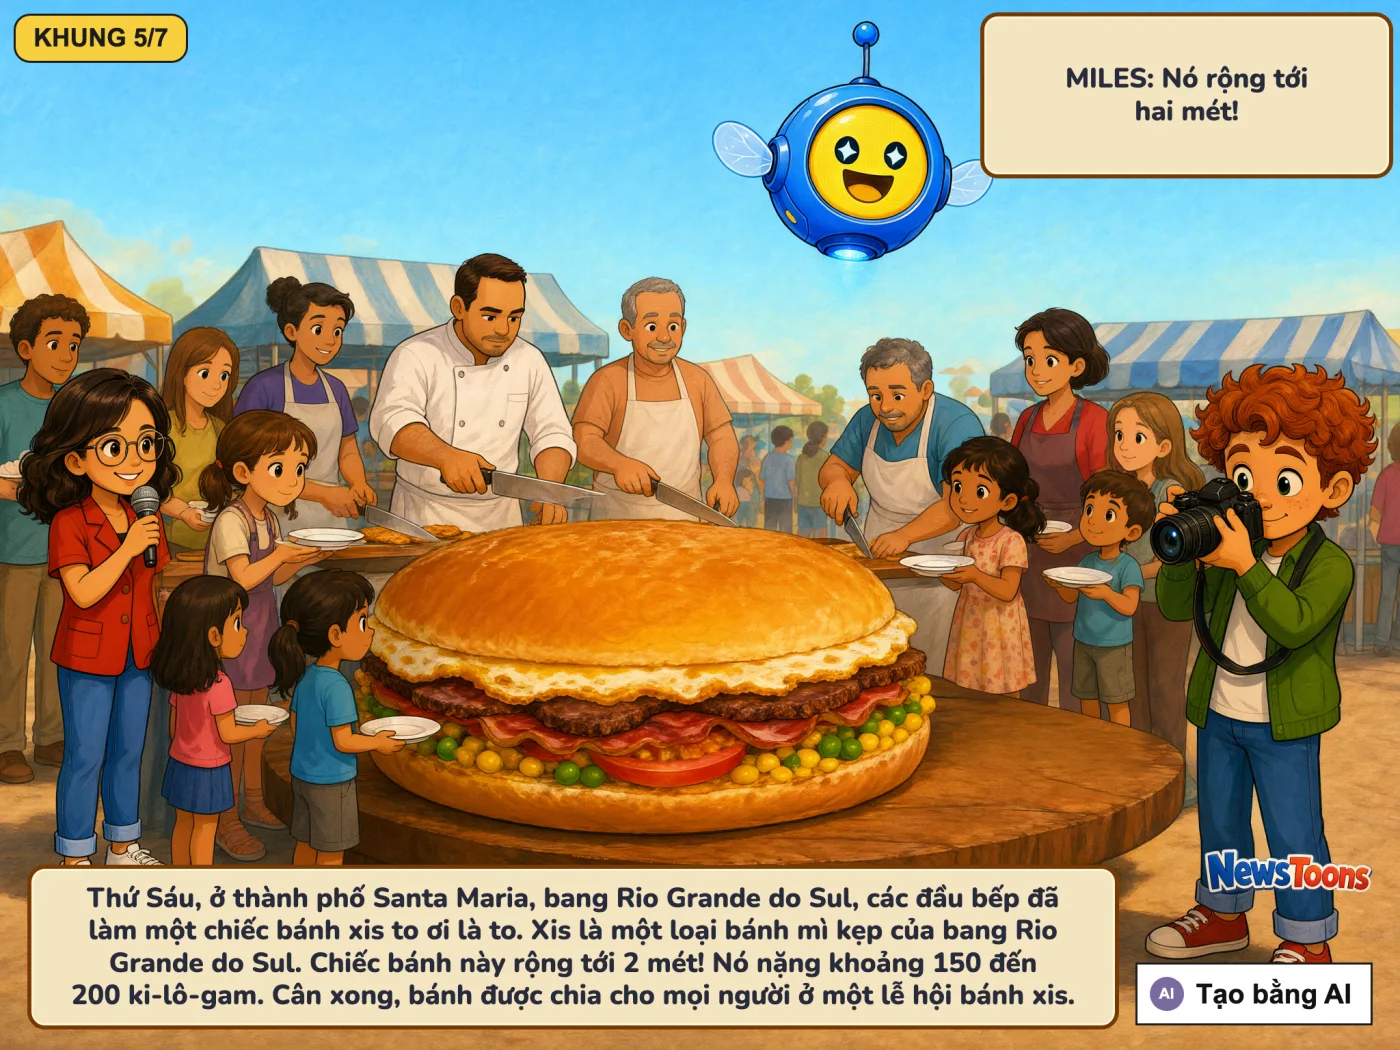 KHUNG 5/7
MILES: Nó rộng tới
hai mét!
Thứ Sáu, ở thành phố Santa Maria, bang Rio Grande do Sul, các đầu bếp đã
làm một chiếc bánh xis to ơi là to. Xis là một loại bánh mì kẹp của bang Rio
Grande do Sul. Chiếc bánh này rộng tới 2 mét! Nó nặng khoảng 150 đến
200 ki-lô-gam. Cân xong, bánh được chia cho mọi người ở một lễ hội bánh xis.
NEWSTOONS
AI Tạo bằng AI